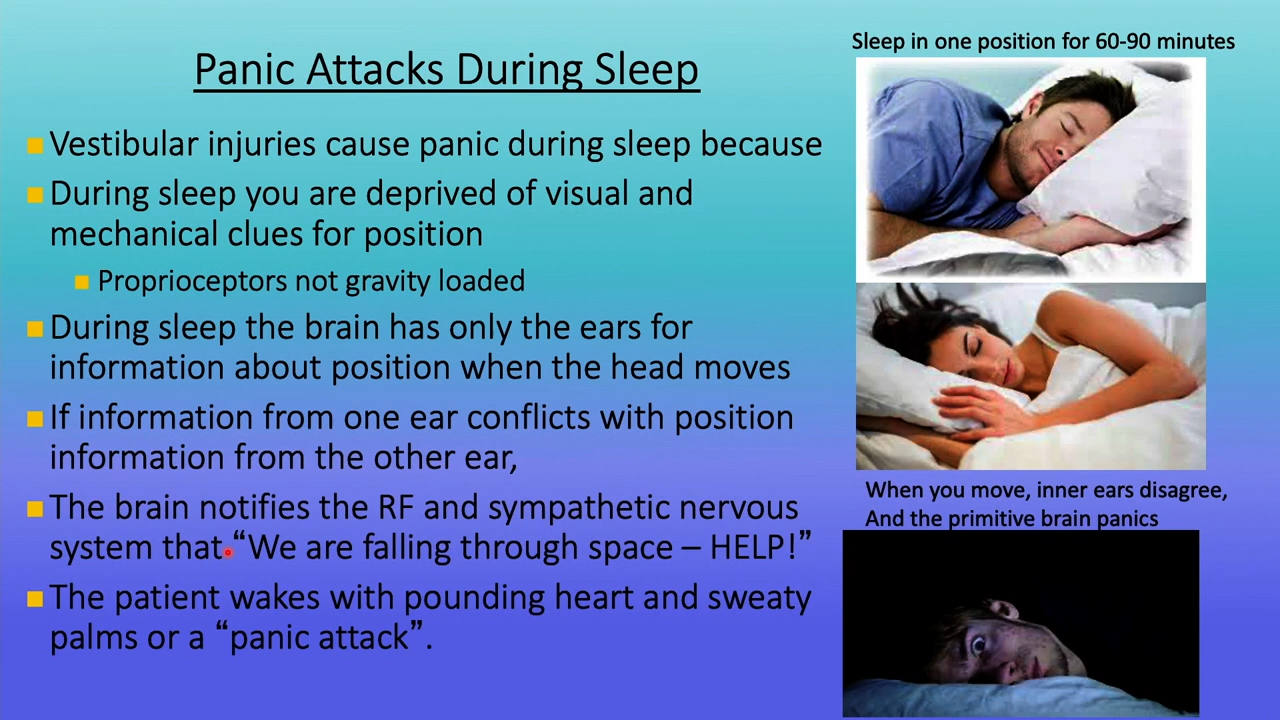 Panic Attacks During Sleep
Vestibular injuries cause panic during sleep because
During sleep you are deprived of visual and
mechanical clues for position
Proprioceptors not gravity loaded
During sleep the brain has only the ears for
information about position when the head moves
If information from one ear conflicts with position
information from the other ear,
The brain notifies the RF and sympathetic nervous
system that “We are falling through space – HELP!”
The patient wakes with pounding heart and sweaty
palms or a “panic attack”.
Sleep in one position for 60-90 minutes
When you move, inner ears disagree,
And the primitive brain panics